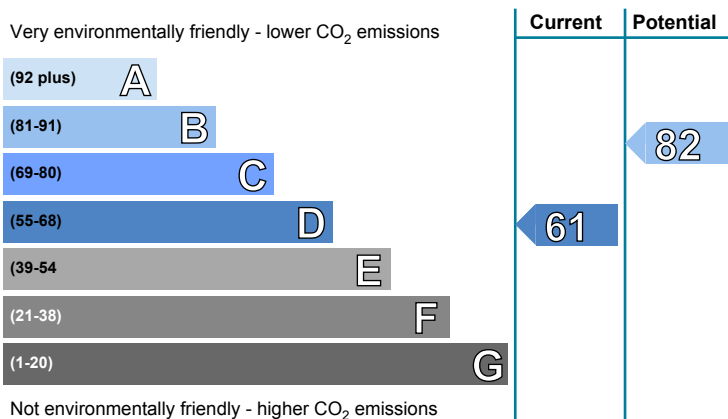 Current Potential
Very environmentally friendly - lower CO2 emissions
(92 plus) A
(81-91) B
82
(69-80) C
(55-68) D
61
(39-54 E
(21-38) F
(1-20) G
Not environmentally friendly - higher CO2 emissions